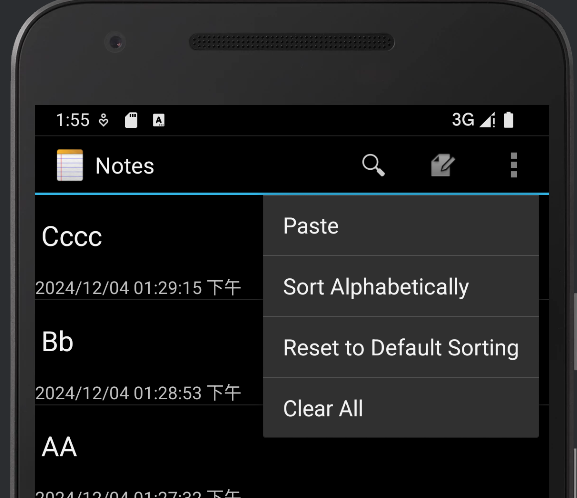 1:55 3G
Notes
Cccc
2024/12/04 01:29:15 下午
Bb
2024/12/04 01:28:53 下午
AA
2024/12/04 01:27:32 下午
Paste
Sort Alphabetically
Reset to Default Sorting
Clear All